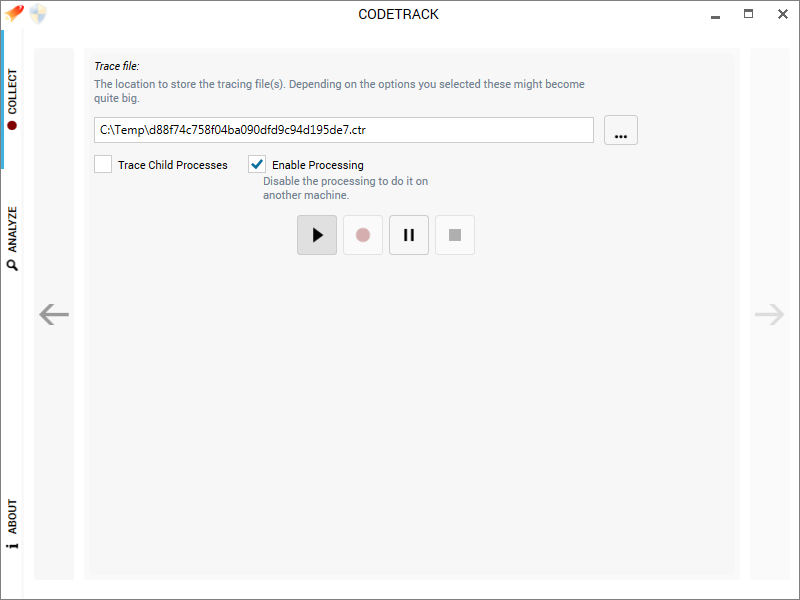 CODETRACK
COLLECT
ANALYZE
ABOUT
Trace file:
The location to store the tracing file(s). Depending on the options you selected these might become
quite big.
C:\Temp\d88f74c758f04ba090dfd9c94d195de7.ctr
...
Trace Child Processes
Enable Processing
Disable the processing to do it on
another machine.